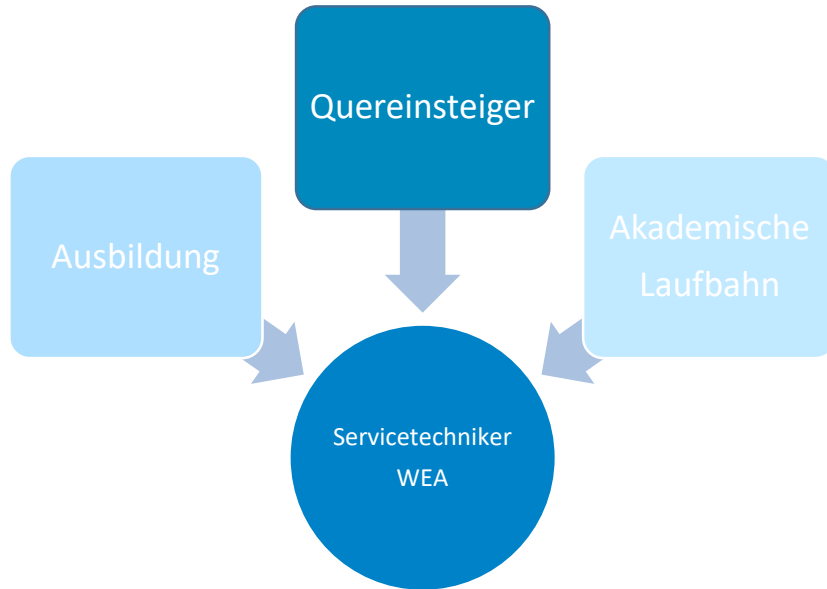 Quereinsteiger
Ausbildung
Akademische
Laufbahn
Servicetechniker
WEA